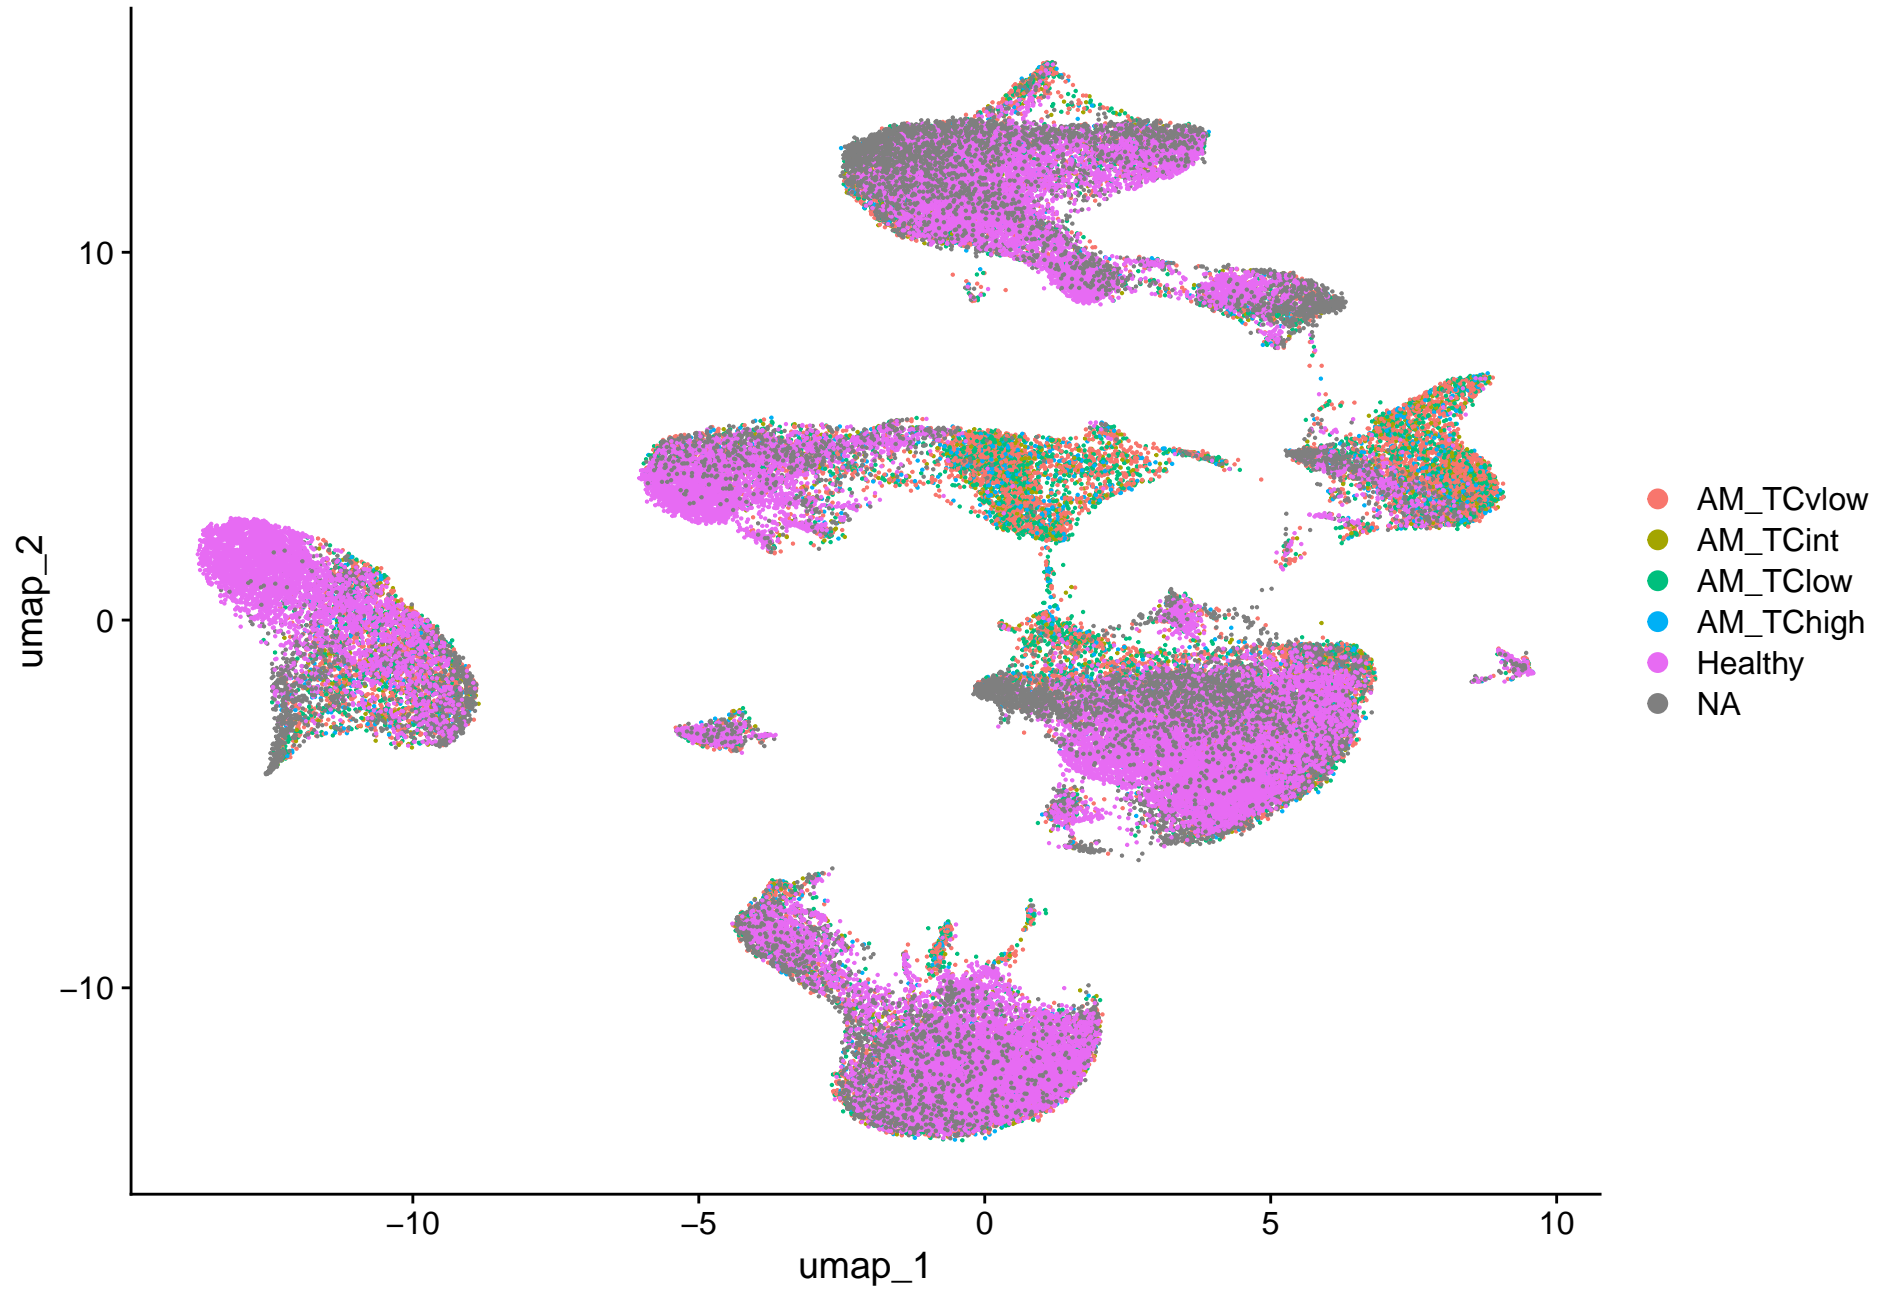 umap_2
10
0
−10
−10
−5
0
5
10
umap_1
AM_TCvlow
AM_TCint
AM_TClow
AM_TChigh
Healthy
NA